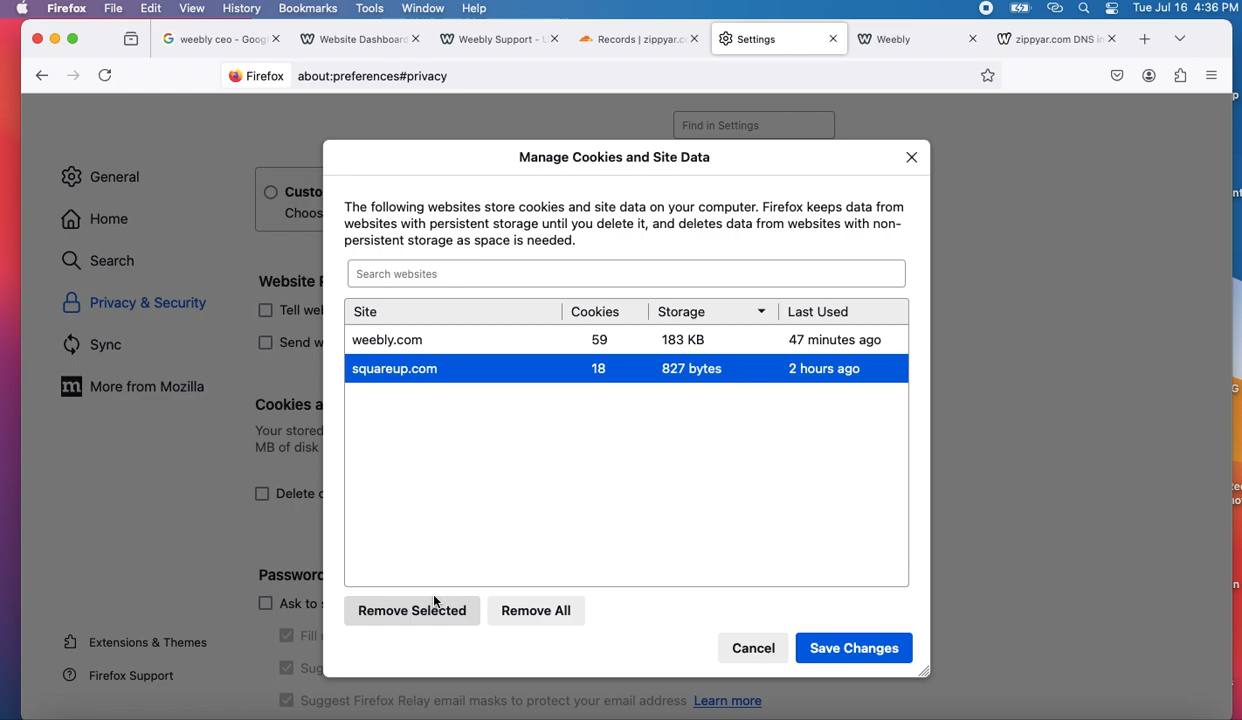 Firefox File Edit View History Bookmarks Tools Window Help Tue Jul 16 4:36 PM
weebly ceo - Goog Website Dashboard Weebly Support - Records | zippyar.c Settings Weebly zippyar.com DNS i
Firefox about:preferences#privacy
Find in Settings
Manage Cookies and Site Data
General
Custo
Choos
The following websites store cookies and site data on your computer. Firefox keeps data from
websites with persistent storage until you delete it, and deletes data from websites with non-
persistent storage as space is needed.
Home
Search
Search websites
Website
Privacy & Security
Tell we
Site Cookies Storage Last Used
Sync
Send w
weebly.com 59 183 KB 47 minutes ago
squareup.com 18 827 bytes 2 hours ago
More from Mozilla
Cookies a
Your stored
MB of disk
Delete
Password
Ask to
Remove Selected Remove All
Fill
Extensions & Themes
Cancel Save Changes
Sug
Firefox Support
Suggest Firefox Relay email masks to protect your email address Learn more